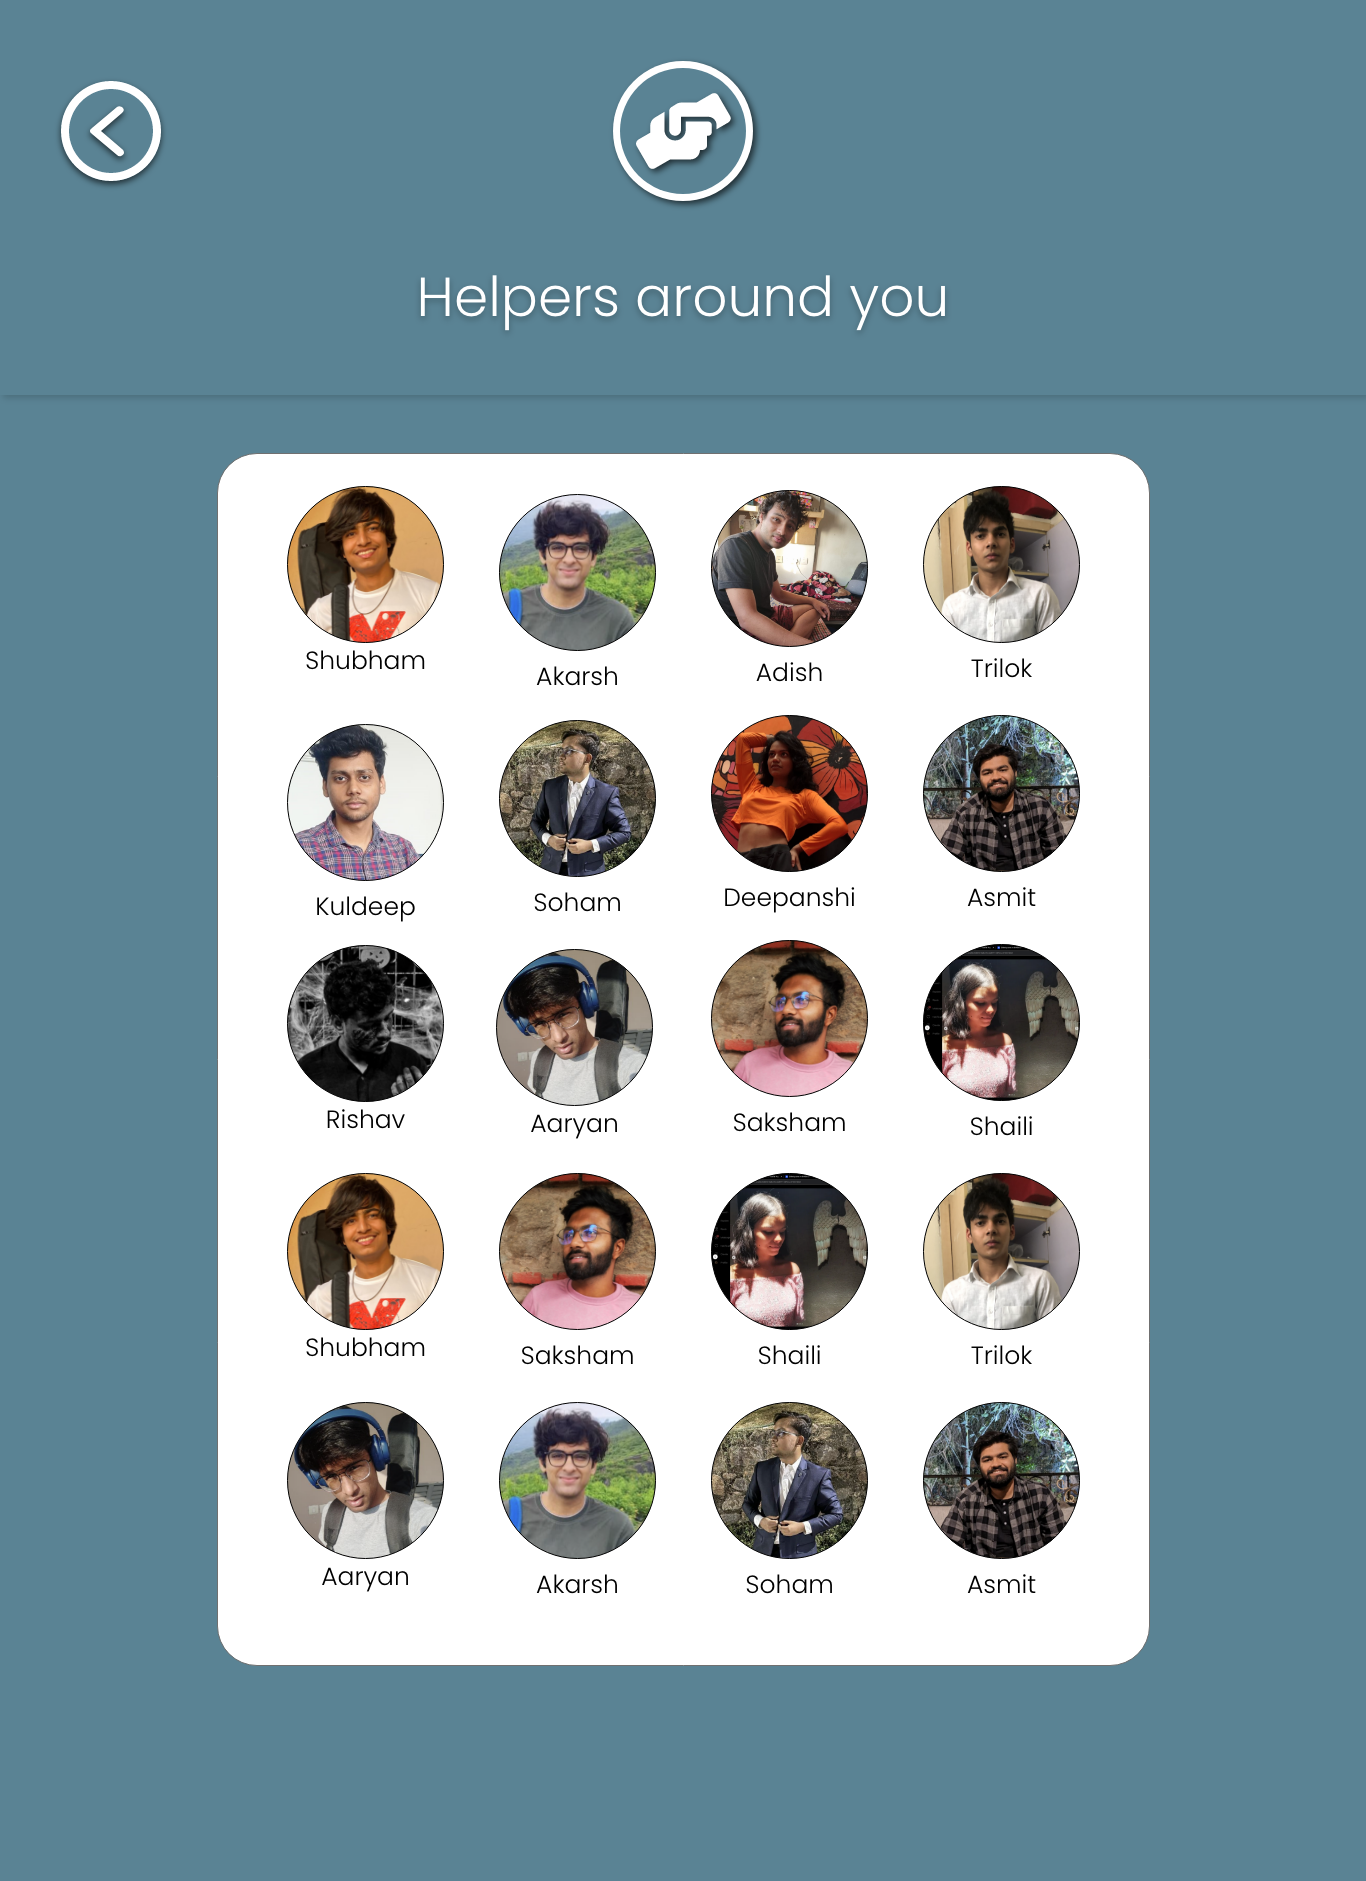 Helpers around you
Shubham
Akarsh
Adish
Trilok
Kuldeep
Soham
Deepanshi
Asmit
Rishav
Aaryan
Saksham
Shaili
Shubham
Saksham
Shaili
Trilok
Aaryan
Akarsh
Soham
Asmit